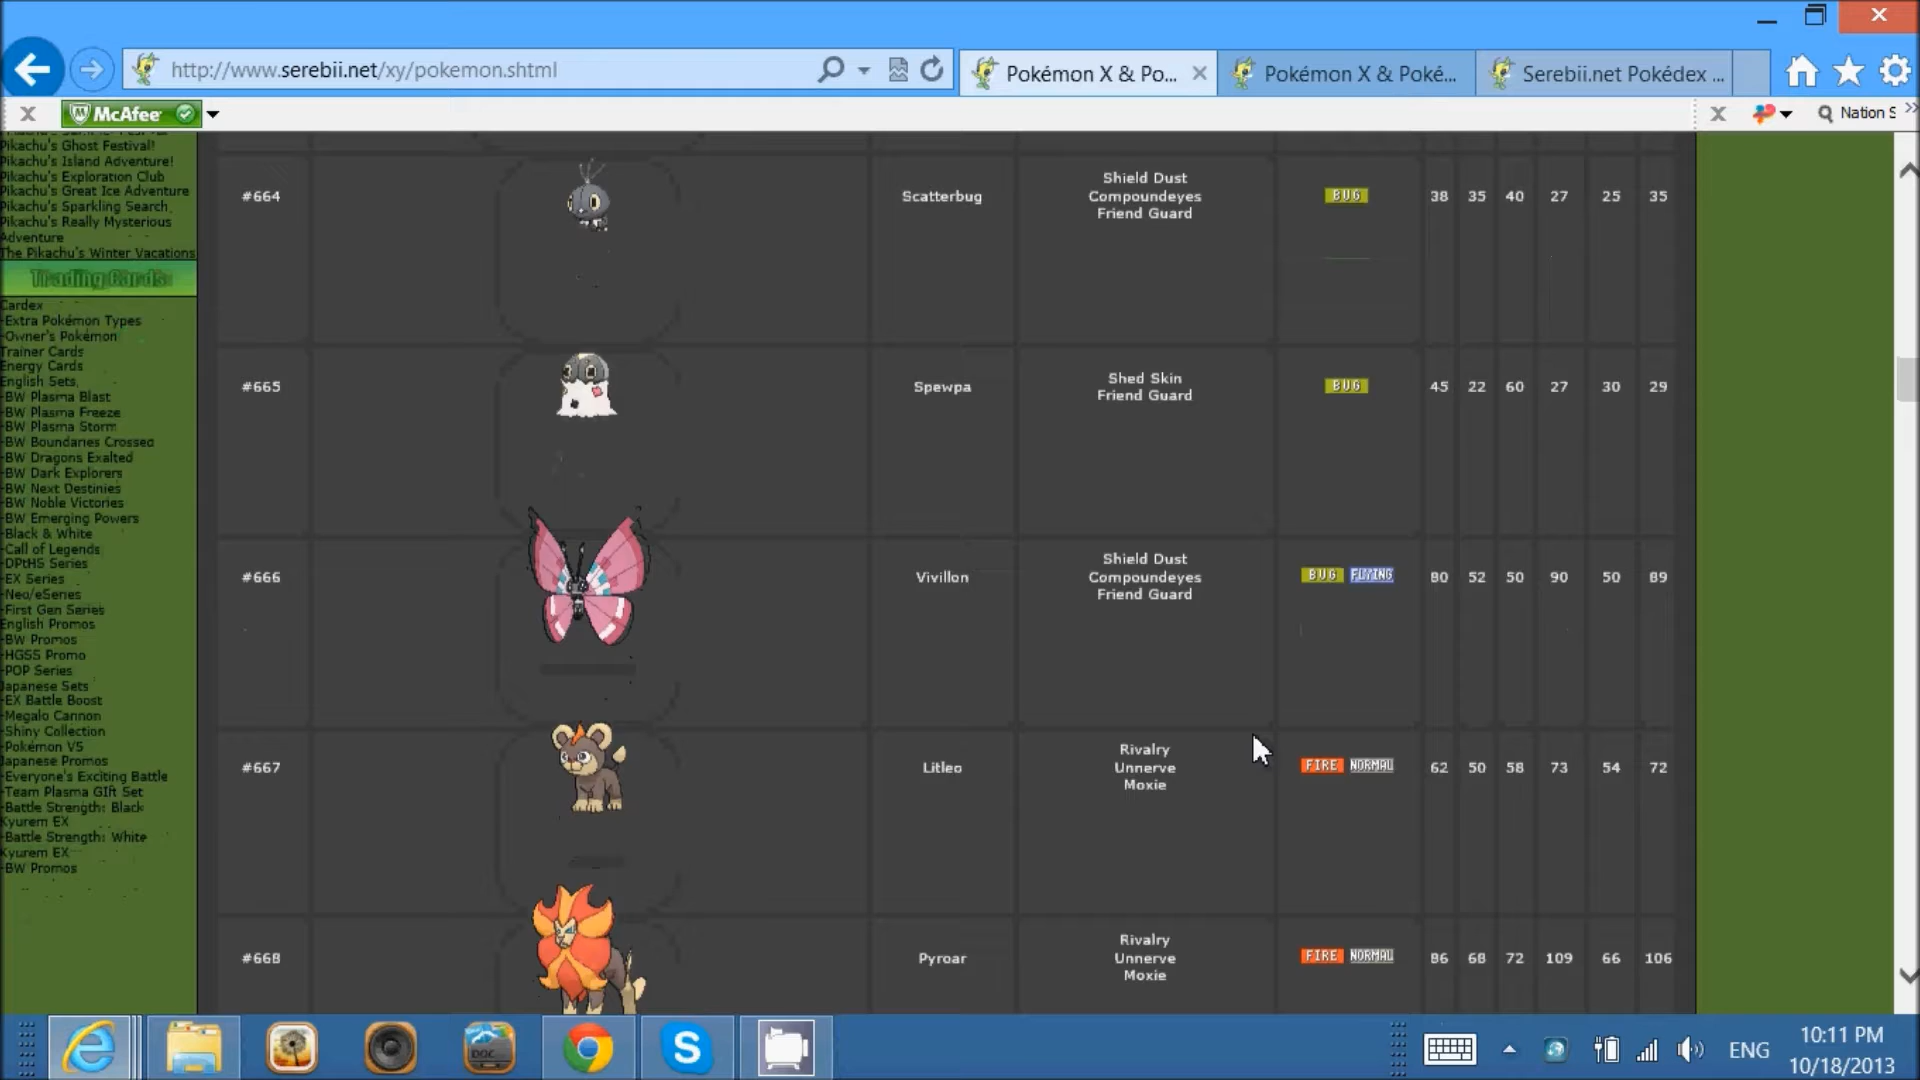 http://www.serebii.net/xy/pokemon.shtml
Pokémon X & Po...
Pokémon X & Poké...
Serebii.net Pokédex ...
McAfee
Nation S
Pikachu's Ghost Festival!
Pikachu's Island Adventure!
Pikachu's Exploration Club
Pikachu's Great Ice Adventure
Pikachu's Sparkling Search
Pikachu's Really Mysterious
Adventure
The Pikachu's Winter Vacations
Trading Cards
Cardex
-Extra Pokémon Types
-Owner's Pokémon
Trainer Cards
Energy Cards
English Sets
-BW Plasma Blast
-BW Plasma Freeze
-BW Plasma Storm
-BW Boundaries Crossed
-BW Dragons Exalted
-BW Dark Explorers
-BW Next Destinies
-BW Noble Victories
-BW Emerging Powers
-Black & White
-Call of Legends
-DPtHS Series
-EX Series
-Neo/eSeries
-First Gen Series
English Promos
-BW Promos
-HGSS Promo
-POP Series
Japanese Sets
-EX Battle Boost
-Megalo Cannon
-Shiny Collection
-Pokémon VS
Japanese Promos
-Everyone's Exciting Battle
-Team Plasma GIft Set
-Battle Strength: Black
Kyurem EX
-Battle Strength: White
Kyurem EX
-BW Promos
#664 Scatterbug Shield Dust Compoundeyes Friend Guard BUG 38 35 40 27 25 35
#665 Spewpa Shed Skin Friend Guard BUG 45 22 60 27 30 29
#666 Vivillon Shield Dust Compoundeyes Friend Guard BUG FLYING 80 52 50 90 50 89
#667 Litleo Rivalry Unnerve Moxie FIRE NORMAL 62 50 58 73 54 72
#668 Pyroar Rivalry Unnerve Moxie FIRE NORMAL 86 68 72 109 66 106
DOC
ENG
10:11 PM
10/18/2013